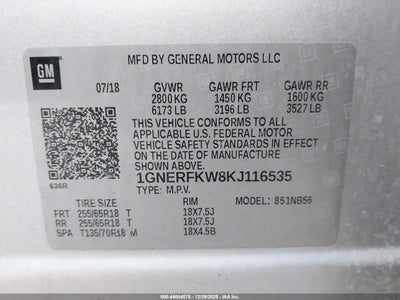 GM
MFD BY GENERAL MOTORS LLC
07/18 GVWR GAWR FRT GAWR RR
2800 KG 1450 KG 1600 KG
6173 LB 3196 LB 3527 LB
THIS VEHICLE CONFORMS TO ALL
APPLICABLE U.S. FEDERAL MOTOR
VEHICLE SAFETY STANDARDS IN EFFECT
ON THE DATE OF MANUFACTURE
SHOWN ABOVE.
636R
1GNERFKW8KJ116535
TYPE: M.P.V.
TIRE SIZE RIM MODEL: 851NB56
FRT 255/65R18 T 18X7.5J
RR 255/65R18 T 18X7.5J
SPA T135/70R18 M 18X4.5B